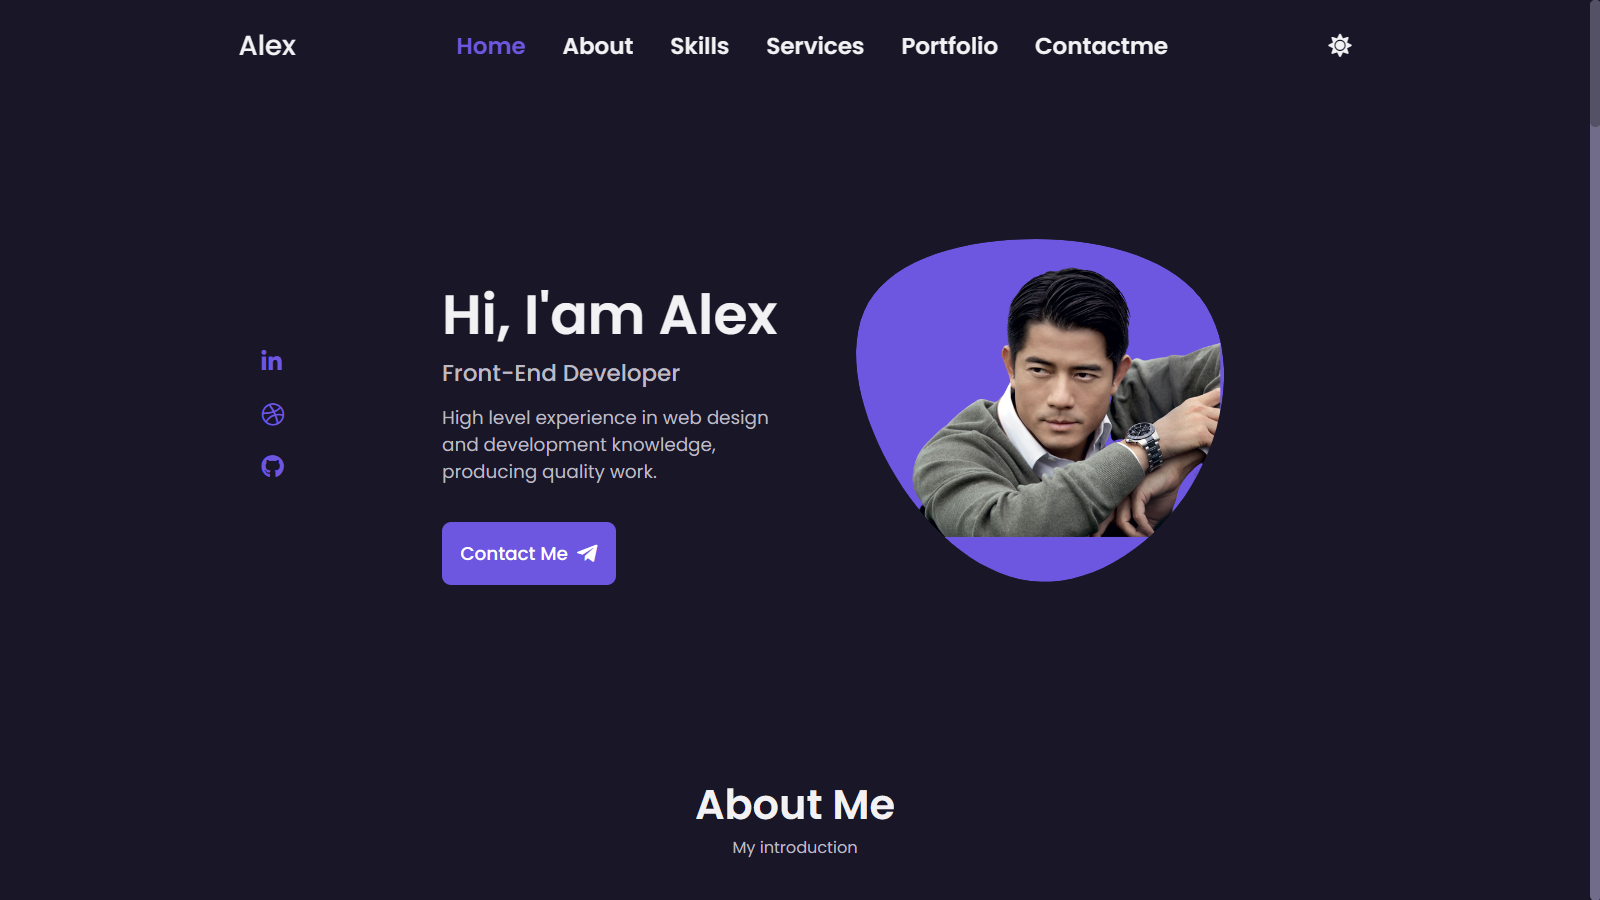 Alex
Home About Skills Services Portfolio Contactme
Hi, I'am Alex
Front-End Developer
High level experience in web design
and development knowledge,
producing quality work.
Contact Me
About Me
My introduction